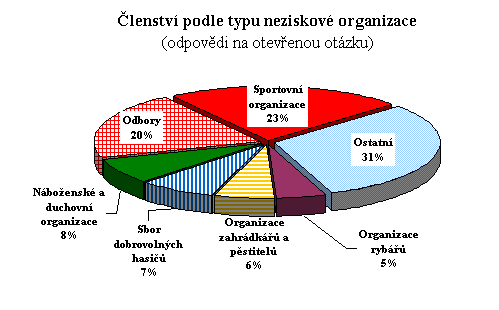 Členství podle typu neziskové organizace
(odpovědi na otevřenou otázku)
Sportovní
organizace
23%
Odbory
20%
Ostatní
31%
Náboženské a
duchovní
organizace
8%
Sbor
dobrovolných
hasičů
7%
Organizace
zahrádkářů a
pěstitelů
6%
Organizace
rybářů
5%